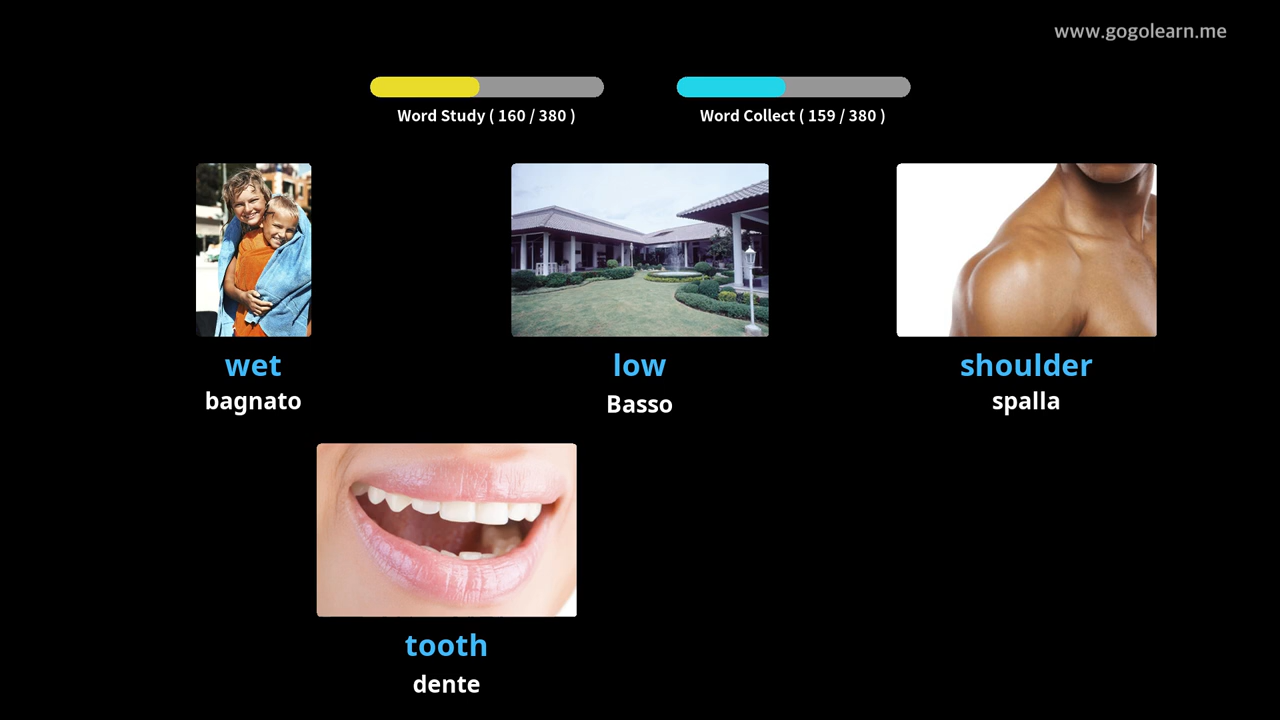 www.gogolearn.me
Word Study ( 160 / 380 )
Word Collect ( 159 / 380 )
wet
bagnato
low
Basso
shoulder
spalla
tooth
dente